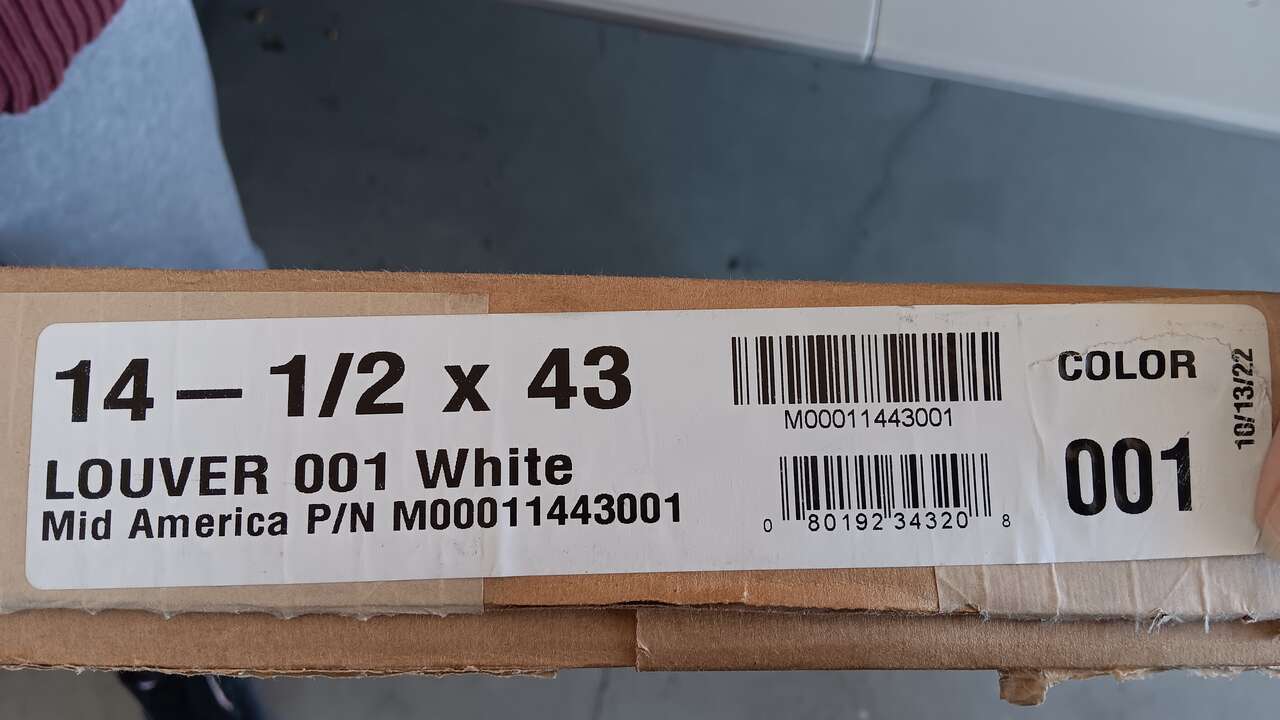 14 – 1/2 x 43
LOUVER 001 White
Mid America P/N M00011443001
M00011443001
0 80192 34320 8
COLOR
001
10/13/22